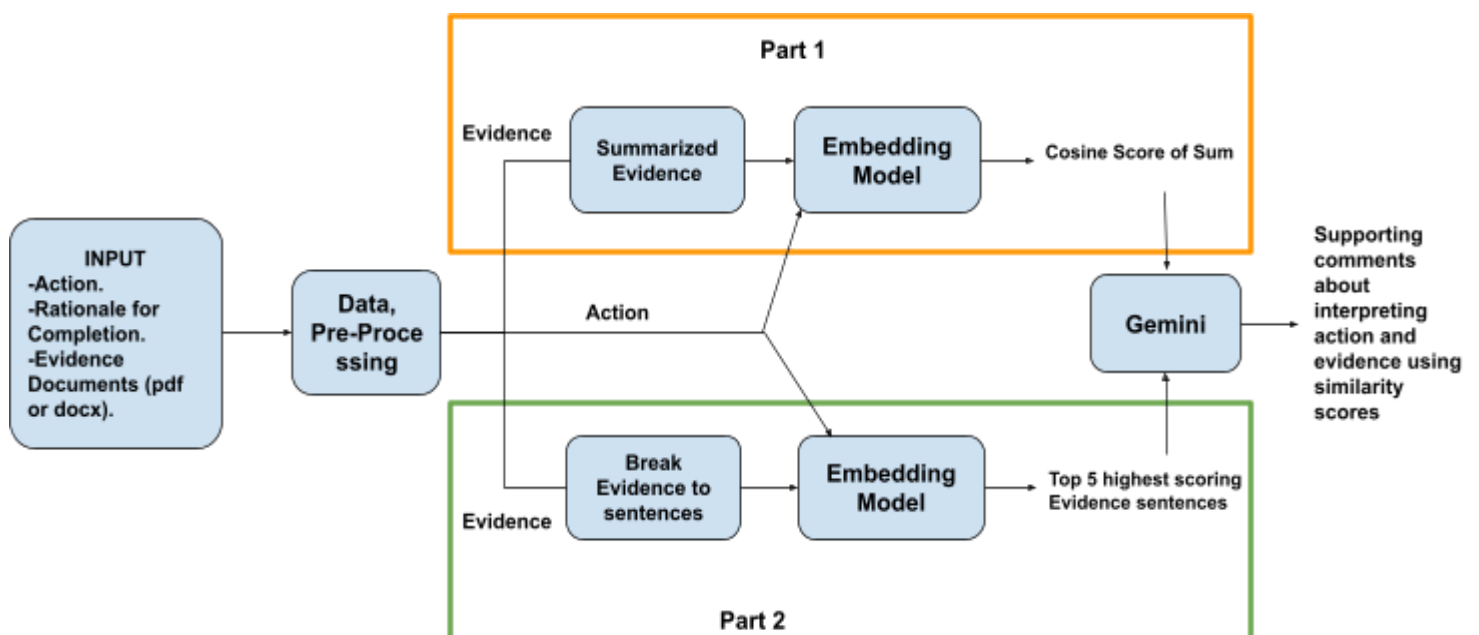 Part 1
Evidence
Summarized
Evidence
Embedding
Model
Cosine Score of Sum
INPUT
-Action.
-Rationale for
Completion.
-Evidence
Documents (pdf
or docx).
Data,
Pre-Proce
ssing
Action
Gemini
Supporting
comments
about
interpreting
action and
evidence using
similarity
scores
Break
Evidence to
sentences
Evidence
Embedding
Model
Top 5 highest scoring
Evidence sentences
Part 2